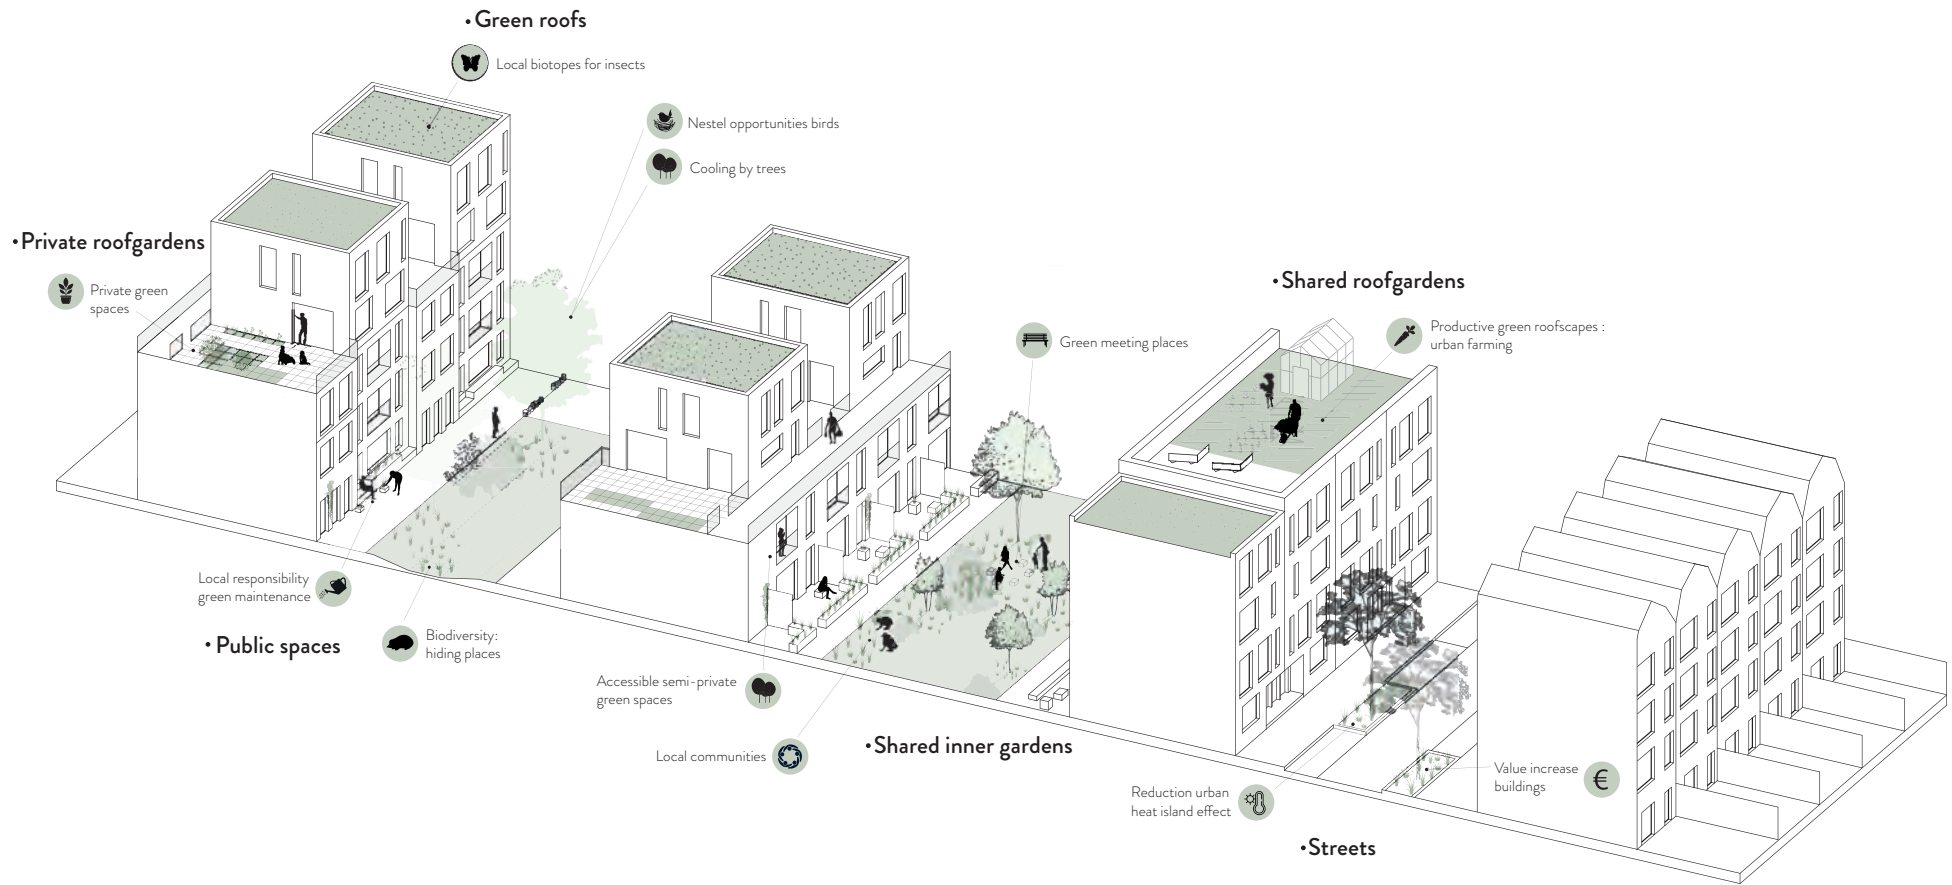 • Green roofs
Local biotopes for insects
Nestel opportunities birds
Cooling by trees
• Private roofgardens
Private green
spaces
• Shared roofgardens
Productive green roofscapes :
urban farming
Green meeting places
Local responsibility
green maintenance
• Public spaces
Biodiversity:
hiding places
Accessible semi-private
green spaces
Local communities
• Shared inner gardens
Reduction urban
heat island effect
Value increase
buildings
€
• Streets